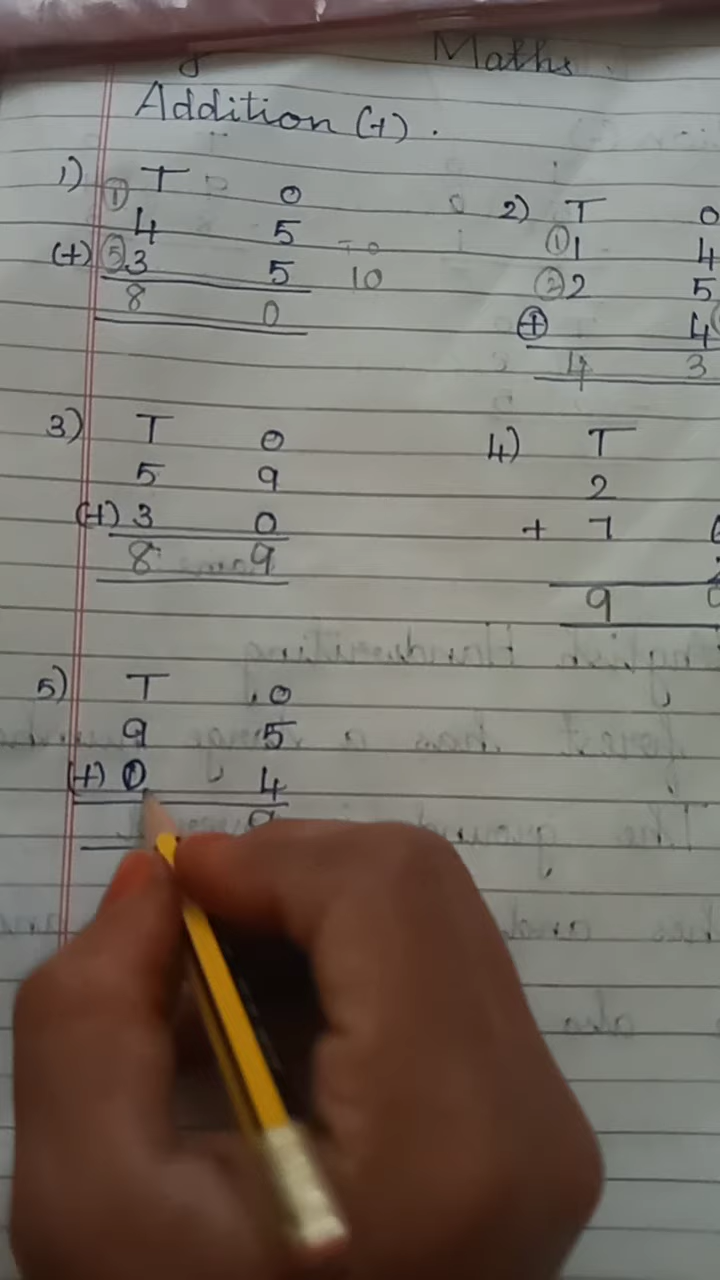 Maths.
Addition (+).
1) T O
① 4 5
(+) ⑤ 3 5 10
8 0
2) T O
① 1 4
② 2 5
⊕ 4
4 3
3) T O
5 9
(+) 3 0
8 9
4) T
2
+ 7
9
5) T O
9 5
(+) 0 4
9